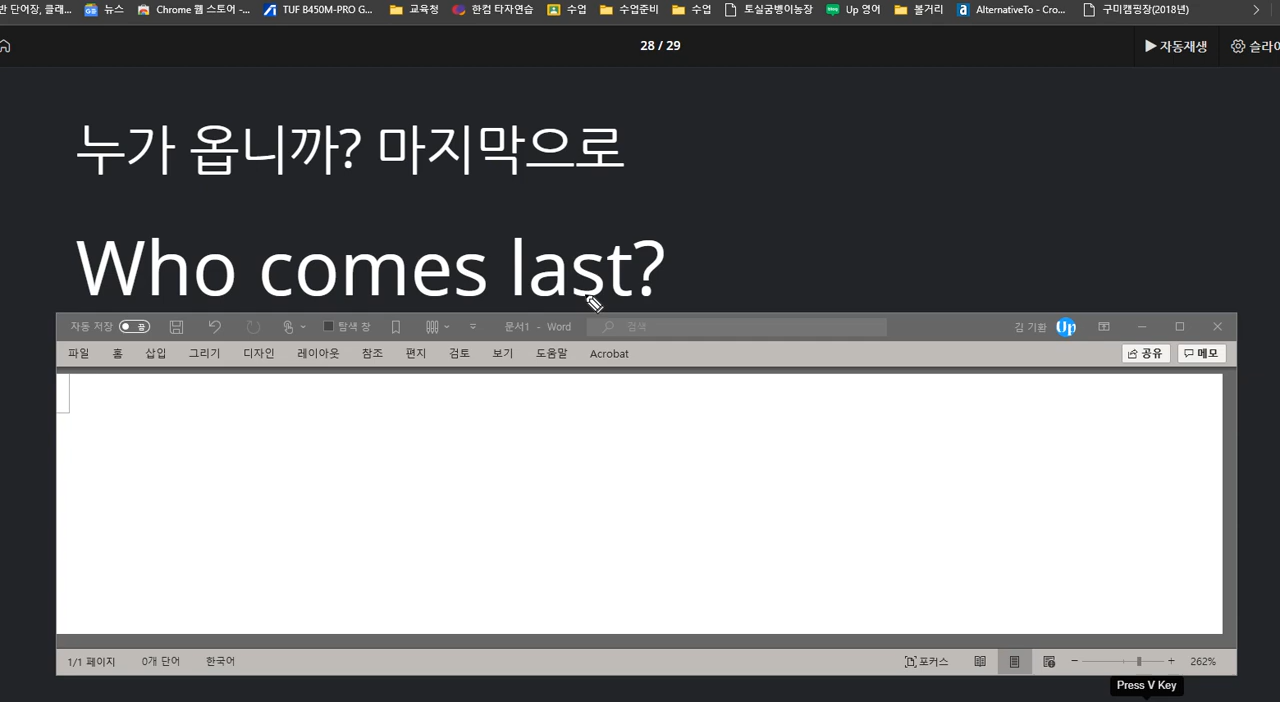 반 단어장, 클래... 뉴스 Chrome 웹 스토어 -... TUF B450M-PRO G... 교육청 한컴 타자연습 수업 수업준비 수업 토실굼벵이농장 Up 영어 볼거리 AlternativeTo - Cro... 구미캠핑장(2018년)
28 / 29 자동재생 슬라이
누가 옵니까? 마지막으로
Who comes last?
자동 저장 끔 탐색 창 문서1 - Word 검색 김 기환 Up
파일 홈 삽입 그리기 디자인 레이아웃 참조 편지 검토 보기 도움말 Acrobat 공유 메모
1/1 페이지 0개 단어 한국어 포커스 262%
Press V Key